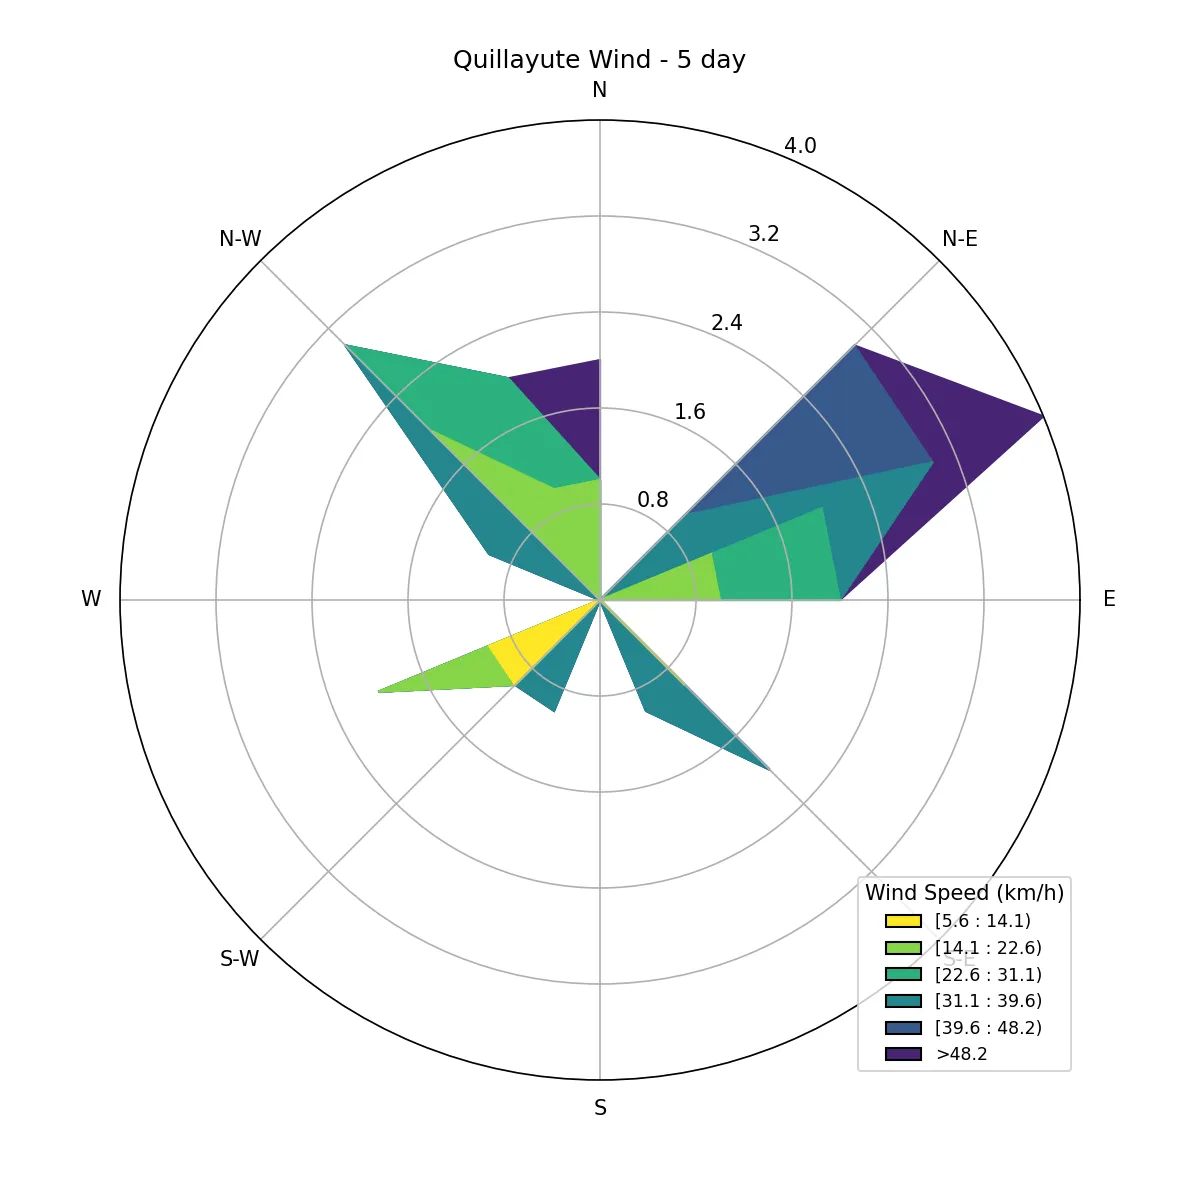 Quillayute Wind - 5 day
N
4.0
N-W
3.2
N-E
2.4
1.6
0.8
W
E
S-W
S-E
S
Wind Speed (km/h)
[5.6 : 14.1)
[14.1 : 22.6)
[22.6 : 31.1)
[31.1 : 39.6)
[39.6 : 48.2)
>48.2